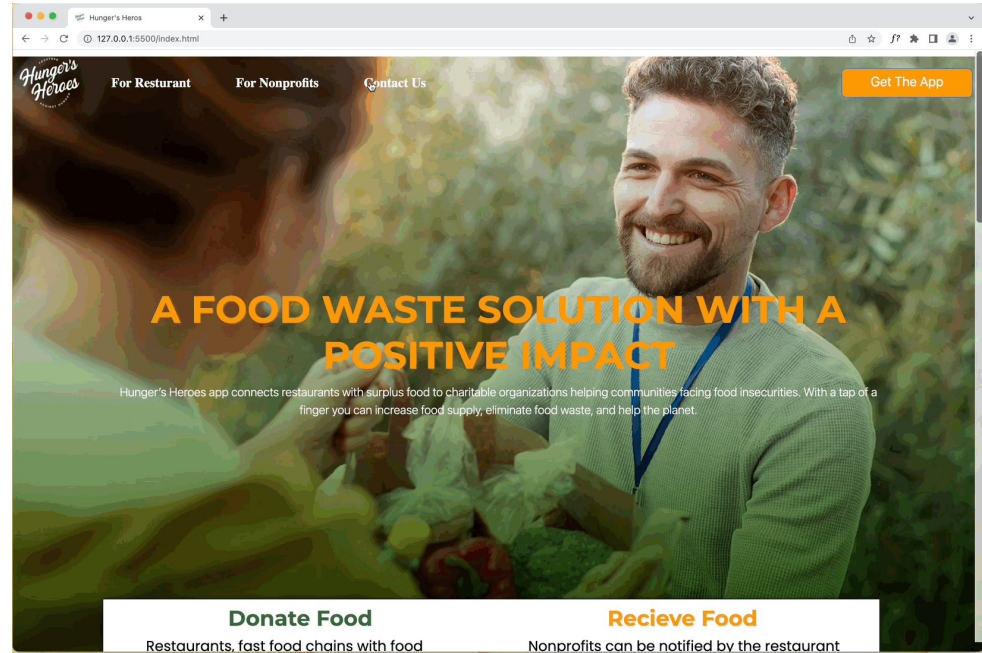 Hunger's Heros
127.0.0.1:5500/index.html
Hunger's
Heroes
For Resturant
For Nonprofits
Contact Us
Get The App
A FOOD WASTE SOLUTION WITH A
POSITIVE IMPACT
Hunger's Heroes app connects restaurants with surplus food to charitable organizations helping communities facing food insecurities. With a tap of a
finger you can increase food supply, eliminate food waste, and help the planet.
Donate Food
Restaurants, fast food chains with food
Recieve Food
Nonprofits can be notified by the restaurant